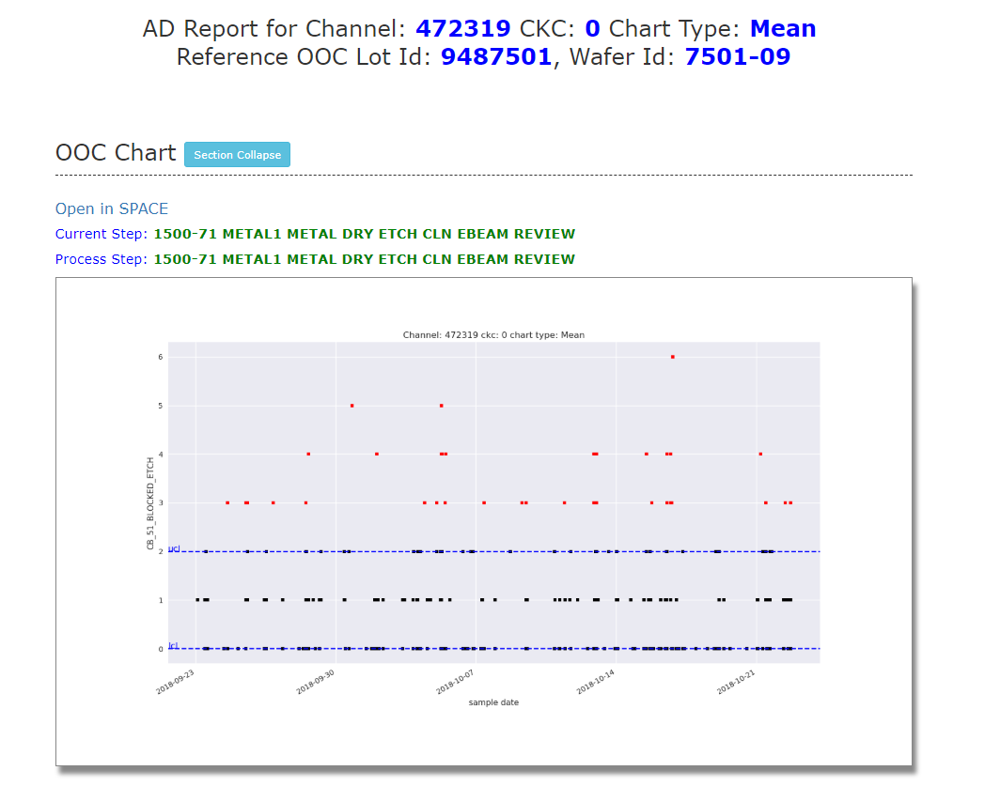 AD Report for Channel: 472319 CKC: 0 Chart Type: Mean
Reference OOC Lot Id: 9487501, Wafer Id: 7501-09
OOC Chart Section Collapse
Open in SPACE
Current Step: 1500-71 METAL1 METAL DRY ETCH CLN EBEAM REVIEW
Process Step: 1500-71 METAL1 METAL DRY ETCH CLN EBEAM REVIEW
Channel: 472319 ckc: 0 chart type: Mean
CB_51_BLOCKED_ETCH
6
5
4
3
2
1
0
ucl
lcl
2018-09-23
2018-09-30
2018-10-07
2018-10-14
2018-10-21
sample date